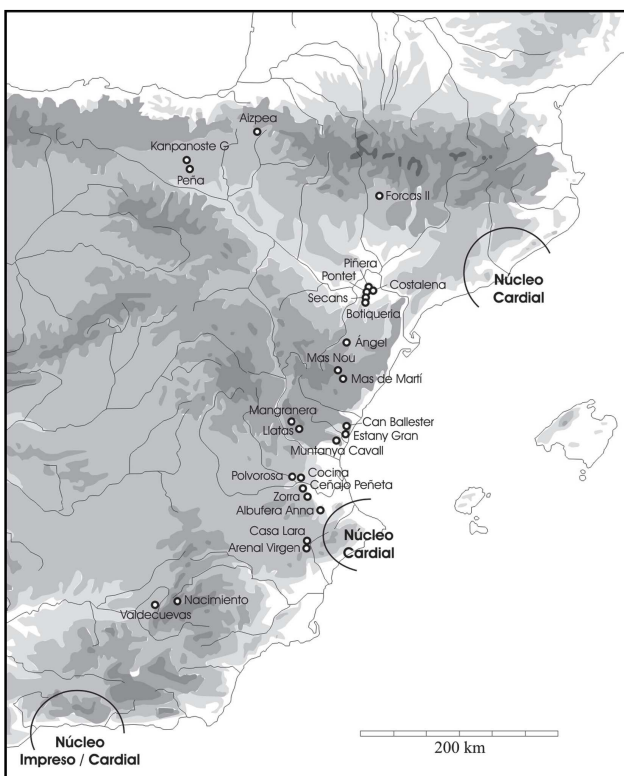 Aizpea
Kanpanoste G
Peña
Forcas II
Piñera
Pontet
Costalena
Secans
Botiqueria
Núcleo
Cardial
Ángel
Mas Nou
Mas de Martí
Mangranera
Can Ballester
Llatas
Estany Gran
Muntanya Cavall
Polvorosa
Cocina
Ceñajo Peñeta
Zorra
Albufera Anna
Casa Lara
Núcleo
Cardial
Arenal Virgen
Nacimiento
Valdecuevas
Núcleo
Impreso / Cardial
200 km